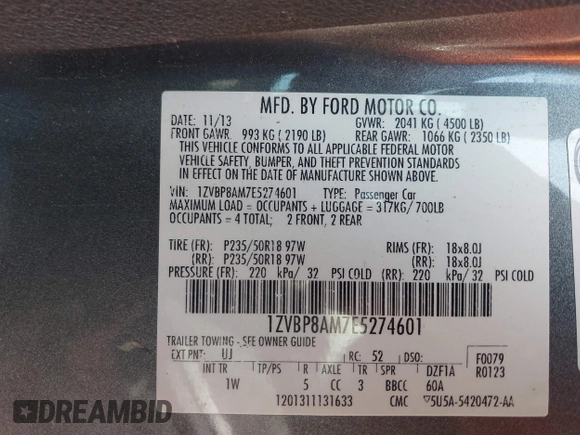 MFD. BY FORD MOTOR CO.
DATE: 11/13 GVWR: 2041 KG ( 4500 LB)
FRONT GAWR: 993 KG ( 2190 LB) REAR GAWR: 1066 KG ( 2350 LB)
THIS VEHICLE CONFORMS TO ALL APPLICABLE FEDERAL MOTOR
VEHICLE SAFETY, BUMPER, AND THEFT PREVENTION STANDARDS
IN EFFECT ON THE DATE OF MANUFACTURE SHOWN ABOVE.
VIN: 1ZVBP8AM7E5274601 TYPE: Passenger Car
MAXIMUM LOAD = OCCUPANTS + LUGGAGE = 317KG/ 700LB
OCCUPANTS = 4 TOTAL; 2 FRONT, 2 REAR
TIRE (FR): P235/50R18 97W RIMS (FR): 18x8.0J
(RR): P235/50R18 97W (RR): 18x8.0J
PRESSURE (FR): 220 kPa/ 32 PSI COLD (RR): 220 kPa/ 32 PSI COLD
1ZVBP8AM7E5274601
TRAILER TOWING - SEE OWNER GUIDE
EXT PNT: UJ RC: 52 DSO: F0079
INT TR TP/PS R AXLE TR SPR DZF1A R0123
1W 5 CC 3 BBCC 60A
1201311131633 CMC 5U5A-5420472-AA
DREAMBID